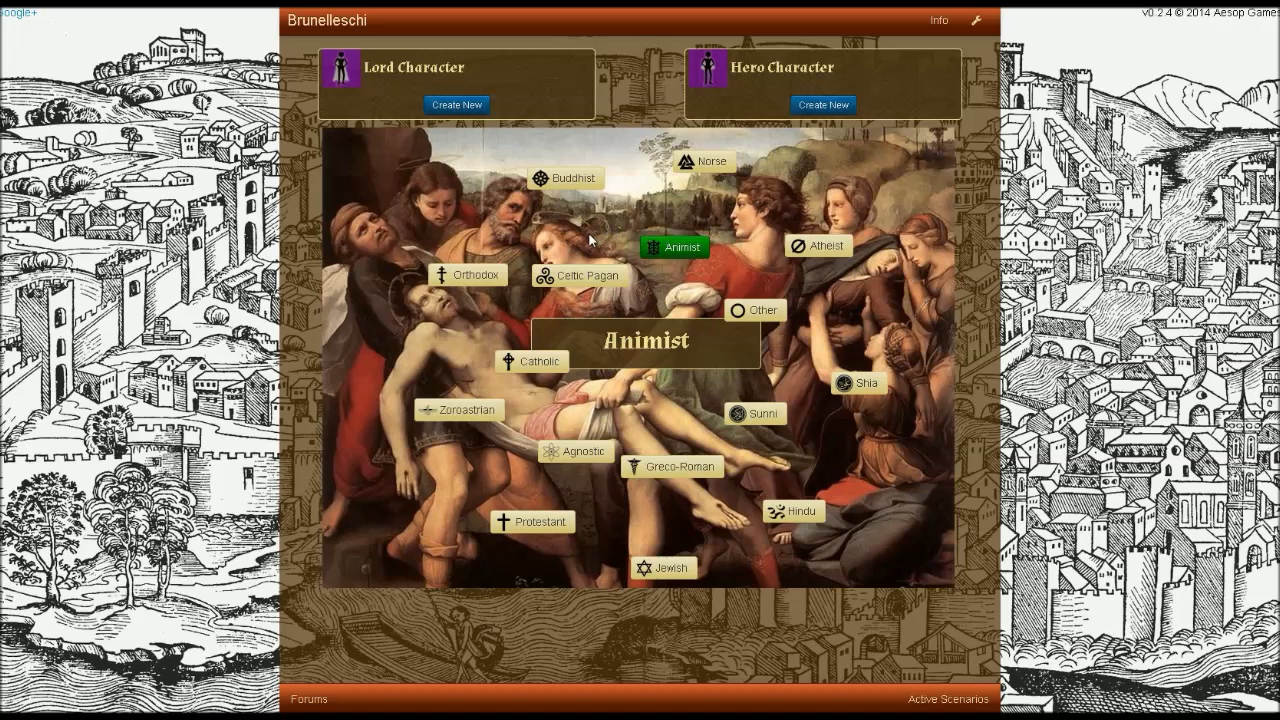 Google+
Brunelleschi
Info
v0.2.4 © 2014 Aesop Games
Lord Character
Create New
Hero Character
Create New
Norse
Buddhist
Animist
Atheist
Orthodox
Celtic Pagan
Other
Animist
Catholic
Shia
Zoroastrian
Sunni
Agnostic
Greco-Roman
Hindu
Protestant
Jewish
Forums
Active Scenarios